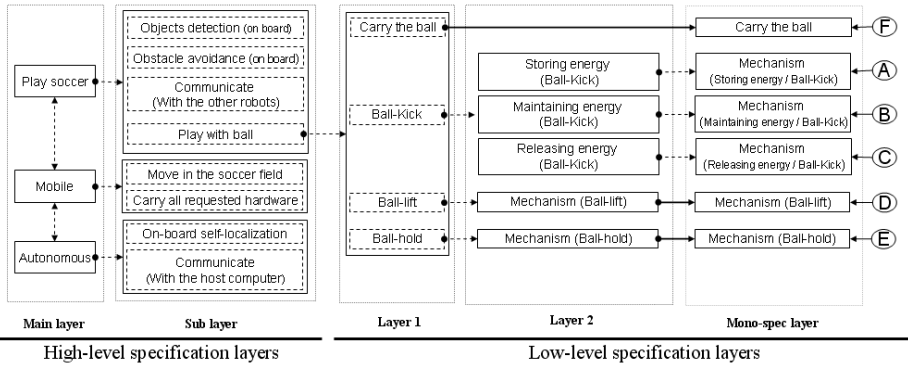 Objects detection (on board)
Obstacle avoidance (on board)
Communicate
(With the other robots)
Play with ball
Play soccer
Move in the soccer field
Carry all requested hardware
Mobile
On-board self-localization
Communicate
(With the host computer)
Autonomous
Main layer
Sub layer
High-level specification layers
Carry the ball
Ball-Kick
Ball-lift
Ball-hold
Layer 1
Storing energy
(Ball-Kick)
Maintaining energy
(Ball-Kick)
Releasing energy
(Ball-Kick)
Mechanism (Ball-lift)
Mechanism (Ball-hold)
Layer 2
Carry the ball
F
Mechanism
(Storing energy / Ball-Kick)
A
Mechanism
(Maintaining energy / Ball-Kick)
B
Mechanism
(Releasing energy / Ball-Kick)
C
Mechanism (Ball-lift)
D
Mechanism (Ball-hold)
E
Mono-spec layer
Low-level specification layers